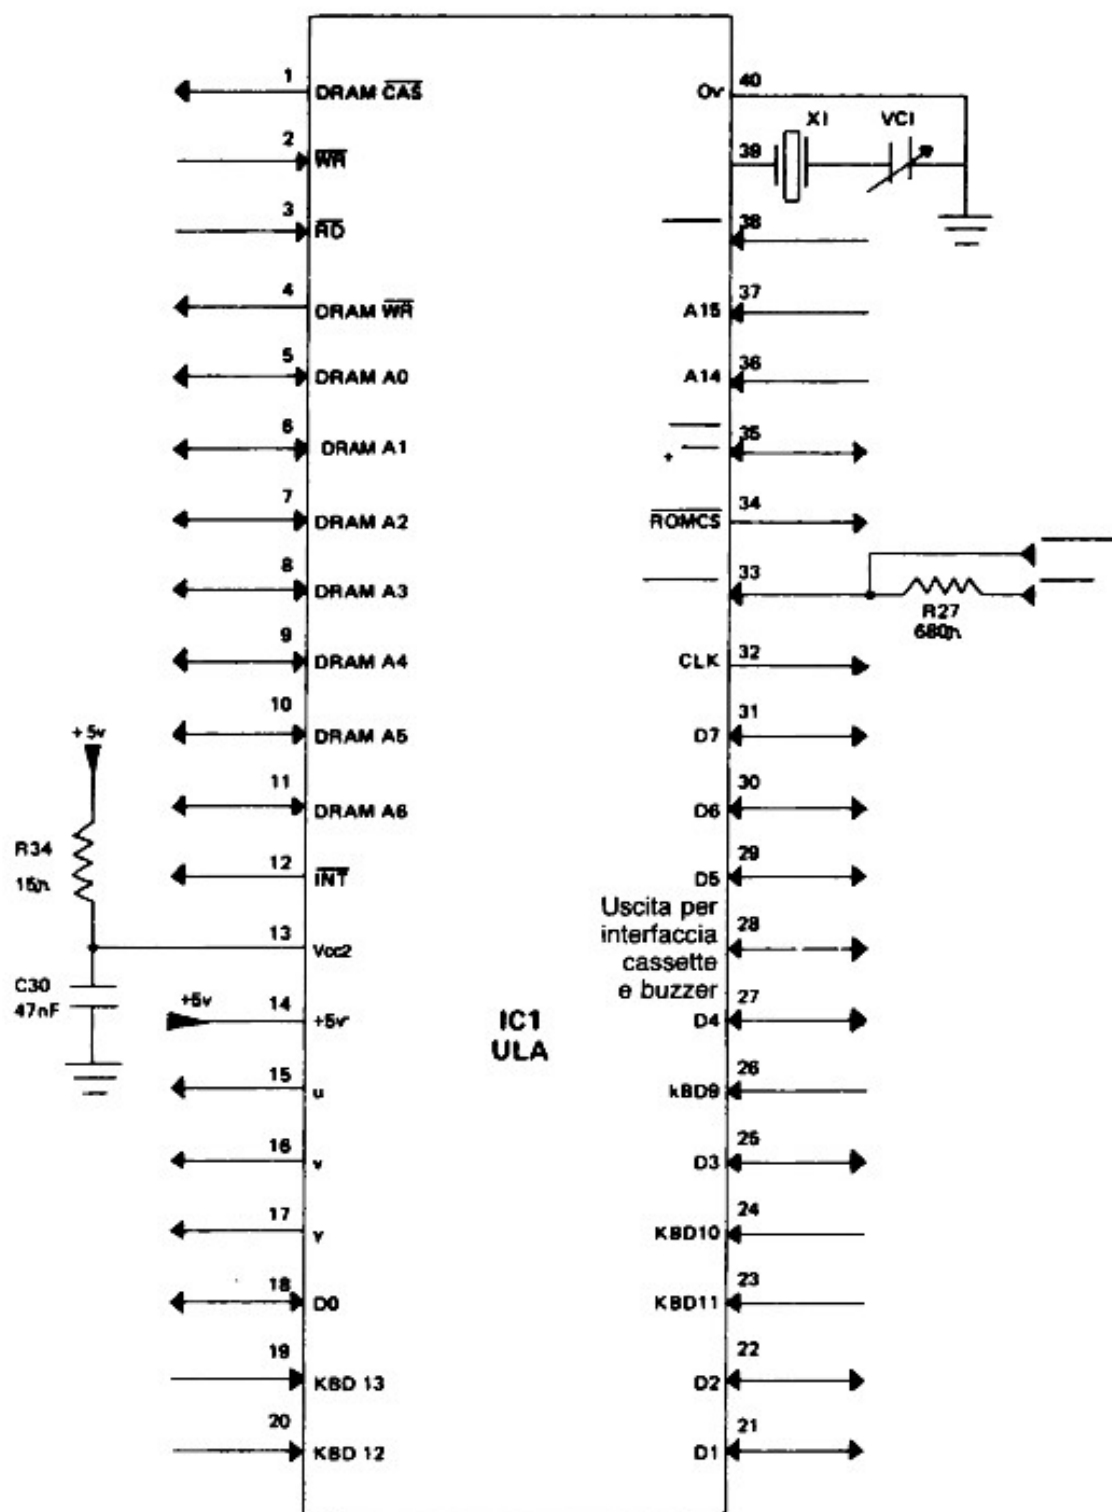 1
DRAM CAS
2
WR
3
RD
4
DRAM WR
5
DRAM A0
6
DRAM A1
7
DRAM A2
8
DRAM A3
9
DRAM A4
10
DRAM A5
11
DRAM A6
12
INT
13
Vcc2
14
+5v
15
u
16
v
17
y
18
D0
19
KBD 13
20
KBD 12
+5v
R34
C30
47nF
+5v
IC1
ULA
40
0v
X1
VC1
39
38
37
A15
36
A14
35
+
34
ROMCS
33
R27
32
CLK
31
D7
30
D6
29
D5
Uscita per
interfaccia
cassette
e buzzer
28
27
D4
26
kBD9
25
D3
24
KBD10
23
KBD11
22
D2
21
D1